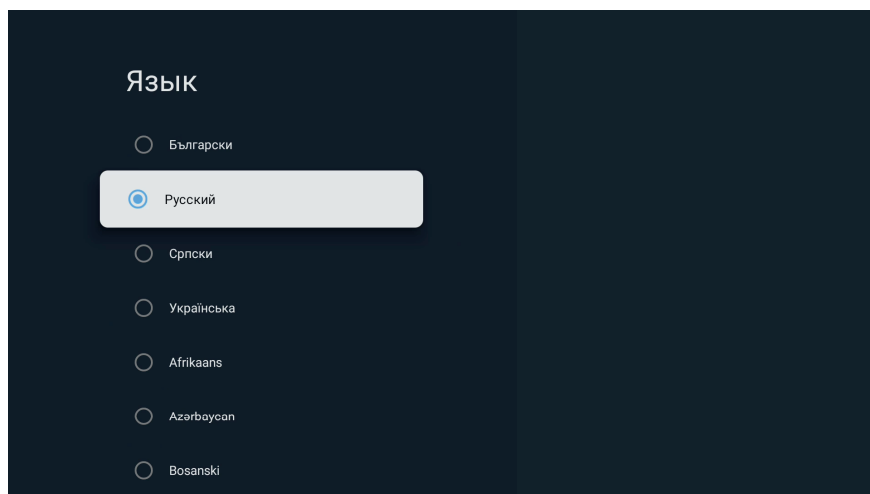 Язык
Български
Русский
Српски
Українська
Afrikaans
Azərbaycan
Bosanski